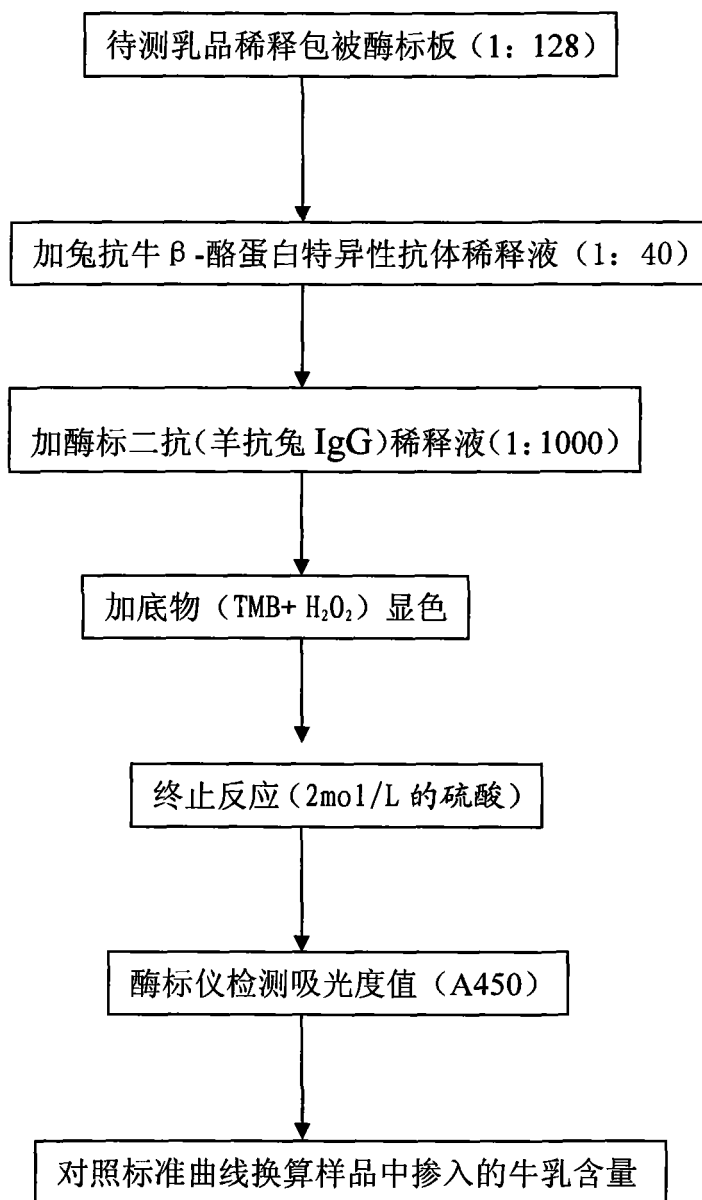 待测乳品稀释包被酶标板（1：128）
加兔抗牛β-酪蛋白特异性抗体稀释液（1：40）
加酶标二抗(羊抗兔IgG)稀释液(1:1000)
加底物（TMB+ H₂O₂）显色
终止反应（2mol/L 的硫酸）
酶标仪检测吸光度值（A450）
对照标准曲线换算样品中掺入的牛乳含量